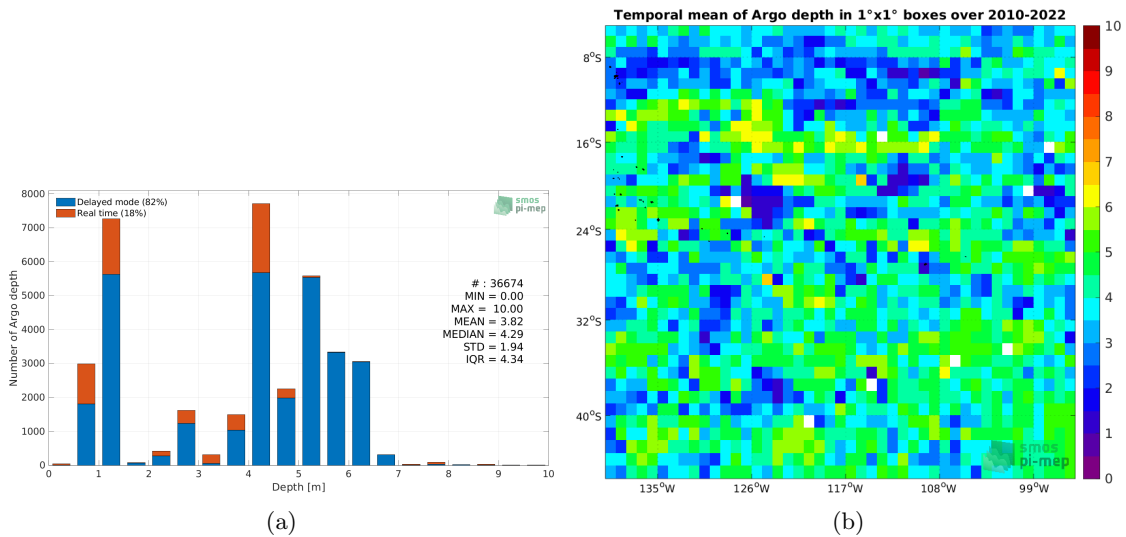 Temporal mean of Argo depth in 1°x1° boxes over 2010-2022
8°S
16°S
24°S
32°S
40°S
135°W
126°W
117°W
108°W
99°W
10
9
8
7
6
5
4
3
2
1
0
smos
pi-mep
8000
7000
6000
5000
4000
3000
2000
1000
0
Number of Argo depth
Delayed mode (82%)
Real time (18%)
smos
pi-mep
# : 36674
MIN = 0.00
MAX = 10.00
MEAN = 3.82
MEDIAN = 4.29
STD = 1.94
IQR = 4.34
0 1 2 3 4 5 6 7 8 9 10
Depth [m]
(a)
(b)